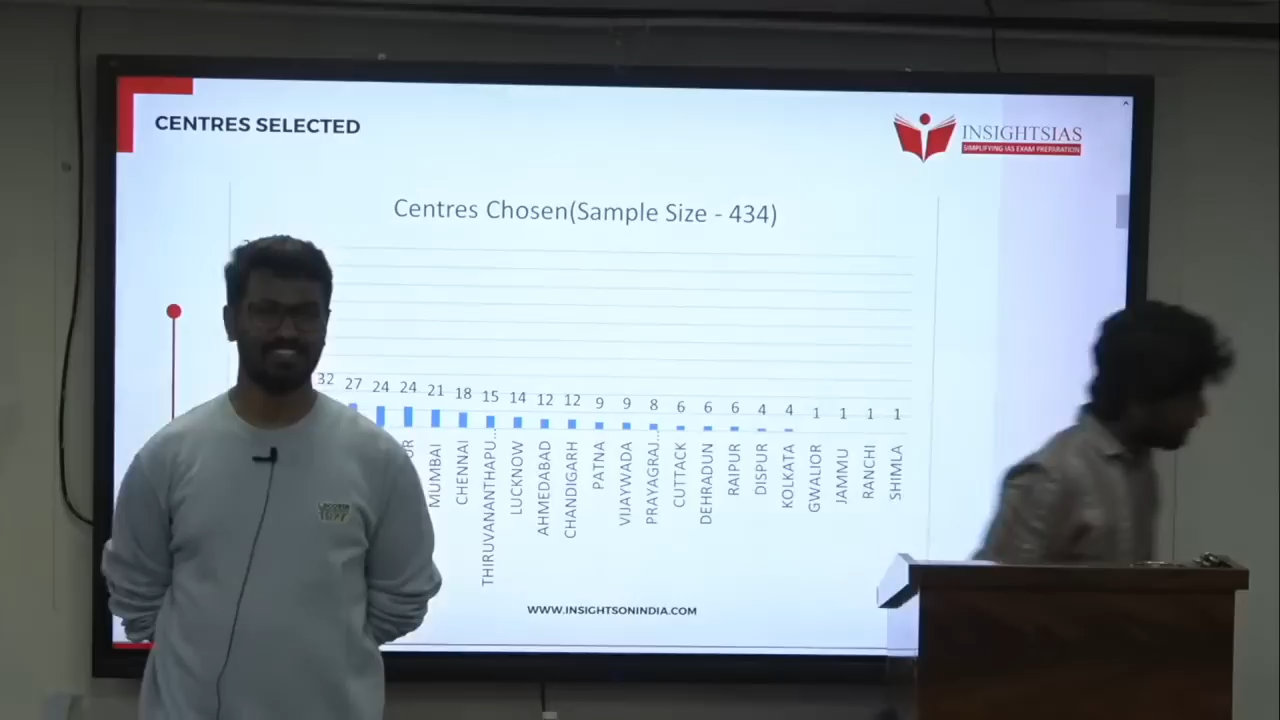 CENTRES SELECTED
INSIGHTSIAS
SIMPLIFYING IAS EXAM PREPARATION
Centres Chosen(Sample Size - 434)
32 27 24 24 21 18 15 14 12 12 9 9 8 6 6 6 4 4 1 1 1 1
MUMBAI
CHENNAI
THIRUVANANTHAPU...
LUCKNOW
AHMEDABAD
CHANDIGARH
PATNA
VIJAYWADA
PRAYAGRAJ...
CUTTACK
DEHRADUN
RAIPUR
DISPUR
KOLKATA
GWALIOR
JAMMU
RANCHI
SHIMLA
WWW.INSIGHTSONINDIA.COM